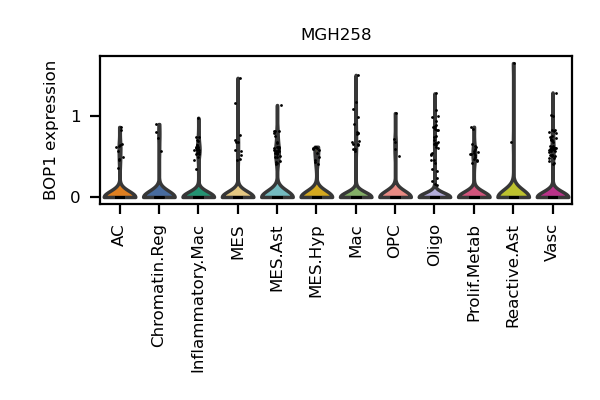 MGH258
BOP1 expression
1
0
AC
Chromatin.Reg
Inflammatory.Mac
MES
MES.Ast
MES.Hyp
Mac
OPC
Oligo
Prolif.Metab
Reactive.Ast
Vasc